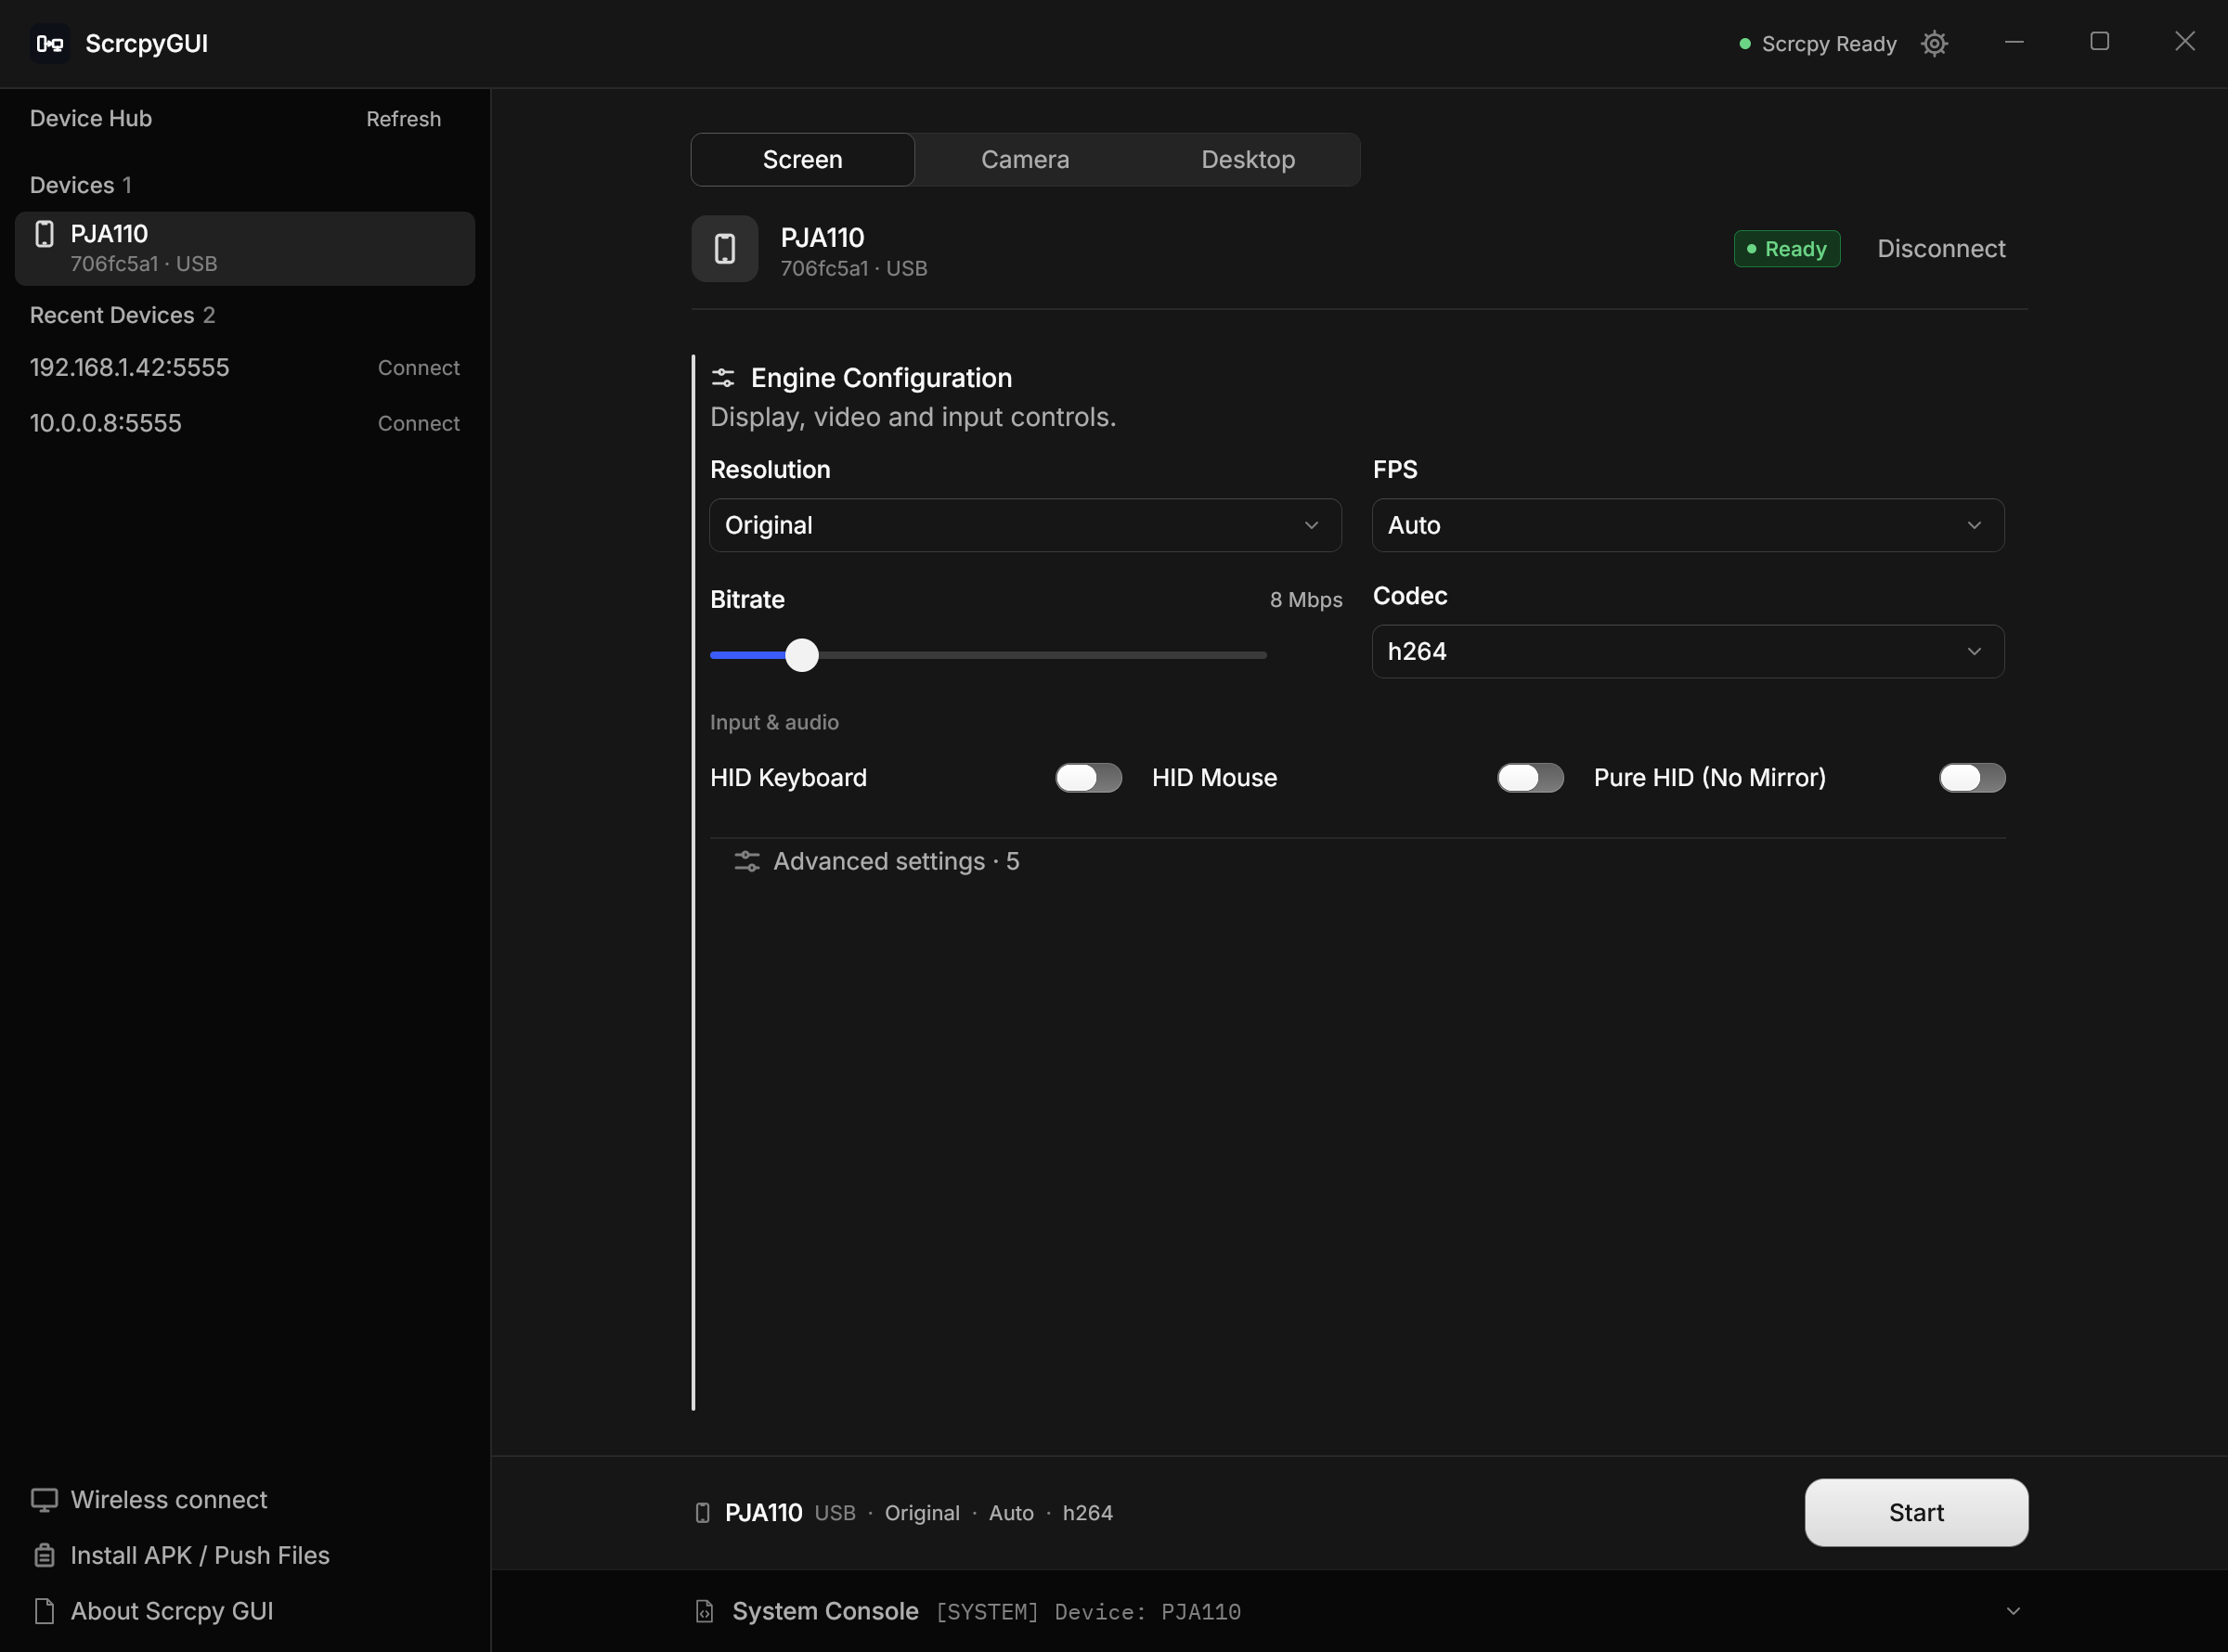 ScrcpyGUI
Scrcpy Ready
Device Hub
Refresh
Devices 1
PJA110
706fc5a1 · USB
Recent Devices 2
192.168.1.42:5555
Connect
10.0.0.8:5555
Connect
Wireless connect
Install APK / Push Files
About Scrcpy GUI
Screen
Camera
Desktop
PJA110
706fc5a1 · USB
Ready
Disconnect
Engine Configuration
Display, video and input controls.
Resolution
Original
FPS
Auto
Bitrate
8 Mbps
Codec
h264
Input & audio
HID Keyboard
HID Mouse
Pure HID (No Mirror)
Advanced settings · 5
PJA110 USB · Original · Auto · h264
Start
System Console [SYSTEM] Device: PJA110